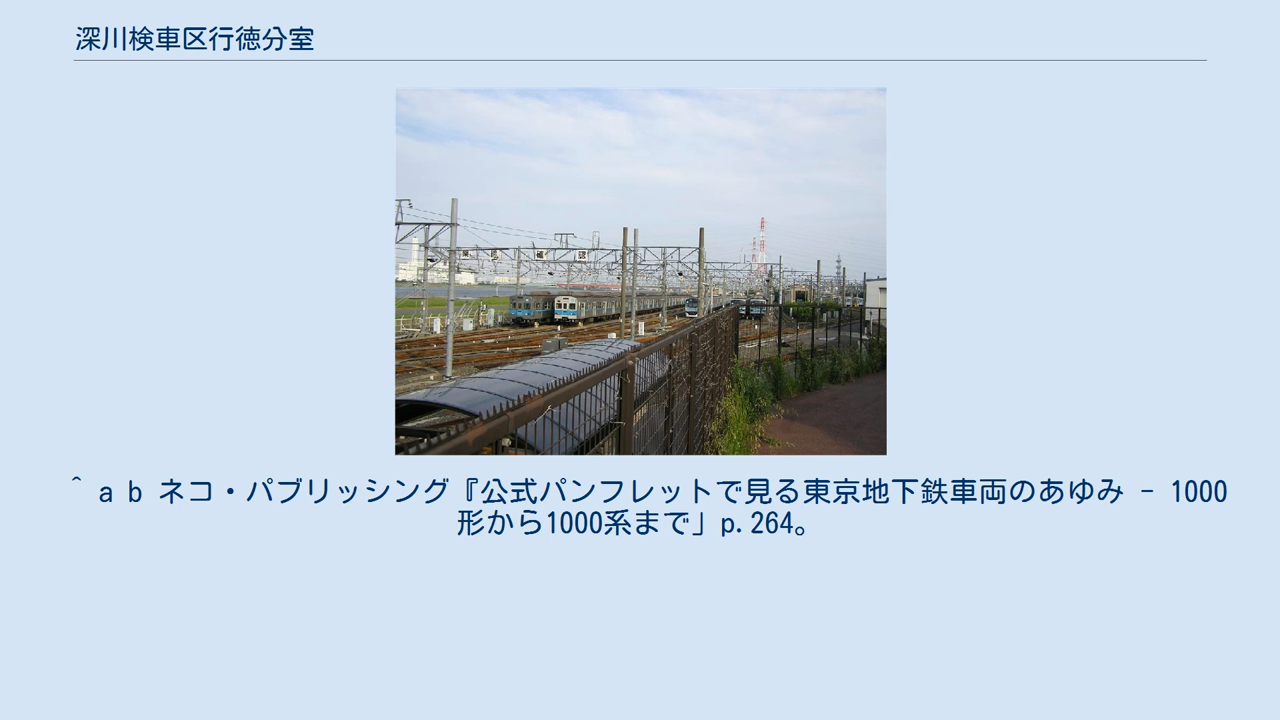 深川検車区行徳分室
^ a b ネコ・パブリッシング『公式パンフレットで見る東京地下鉄車両のあゆみ - 1000
形から1000系まで」p.264。